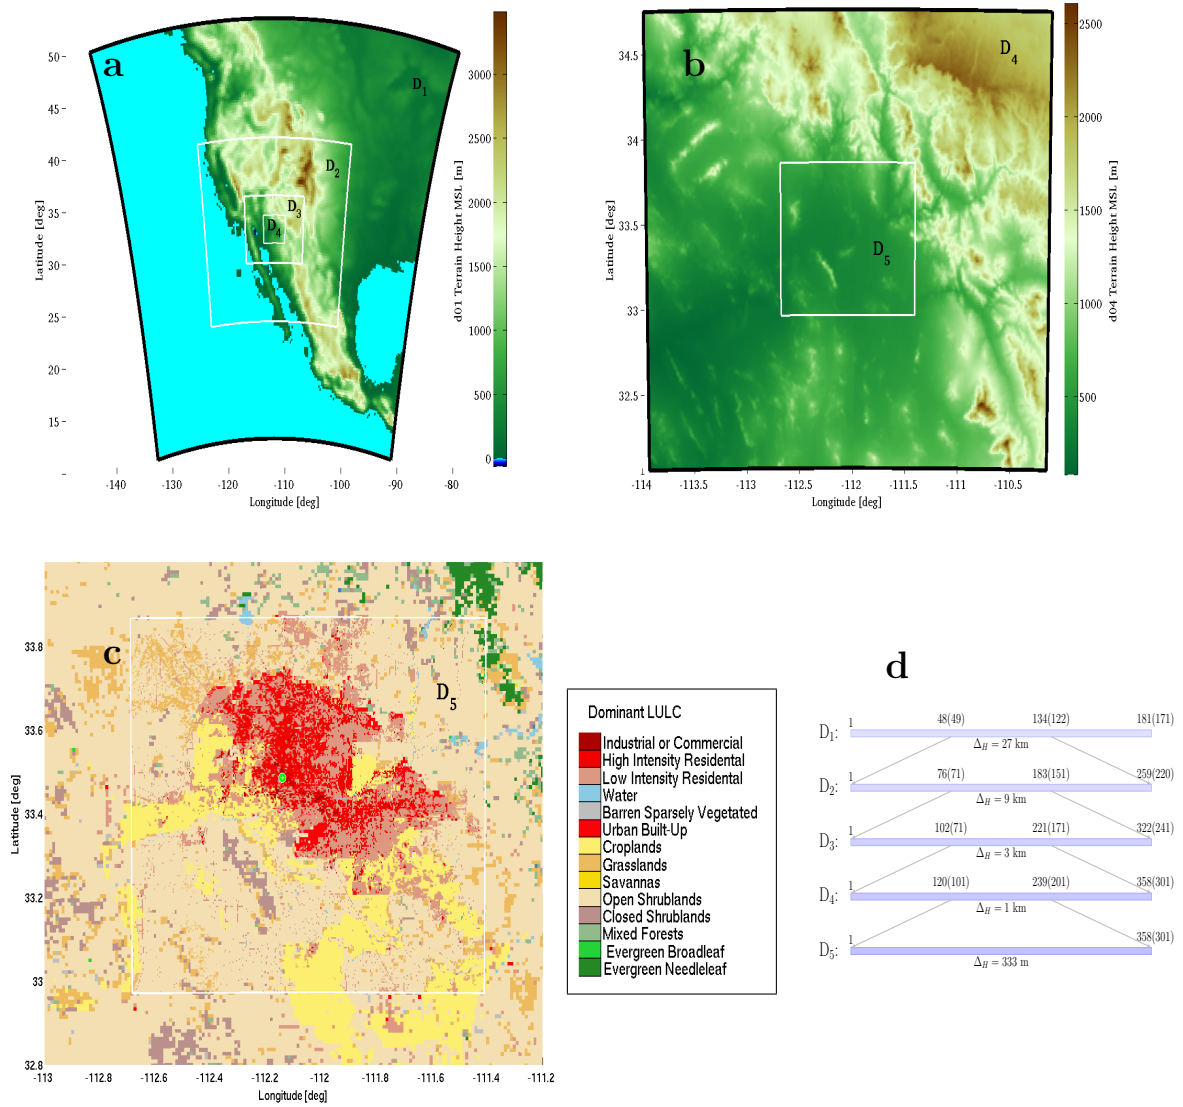 a
D1
D2
D3
D4
50
45
40
35
30
25
20
15
Latitude [deg]
-140
-130
-120
-110
-100
-90
-80
Longitude [deg]
3000
2500
2000
1500
1000
500
0
d01 Terrain Height MSL [m]
b
D4
D5
34.5
34
33.5
33
32.5
Latitude [deg]
-114
-113.5
-113
-112.5
-112
-111.5
-111
-110.5
Longitude [deg]
2500
2000
1500
1000
500
d04 Terrain Height MSL [m]
c
D5
33.8
33.6
33.4
33.2
33
32.8
Latitude [deg]
-113
-112.8
-112.6
-112.4
-112.2
-112
-111.8
-111.6
-111.4
-111.2
Longitude [deg]
Dominant LULC
Industrial or Commercial
High Intensity Residental
Low Intensity Residental
Water
Barren Sparsely Vegetated
Urban Built-Up
Croplands
Grasslands
Savannas
Open Shrublands
Closed Shrublands
Mixed Forests
Evergreen Broadleaf
Evergreen Needleleaf
d
1 48(49) 134(122) 181(171)
D1:
ΔH = 27 km
1 76(71) 183(151) 259(220)
D2:
ΔH = 9 km
1 102(71) 221(171) 322(241)
D3:
ΔH = 3 km
1 120(101) 239(201) 358(301)
D4:
ΔH = 1 km
1 358(301)
D5:
ΔH = 333 m